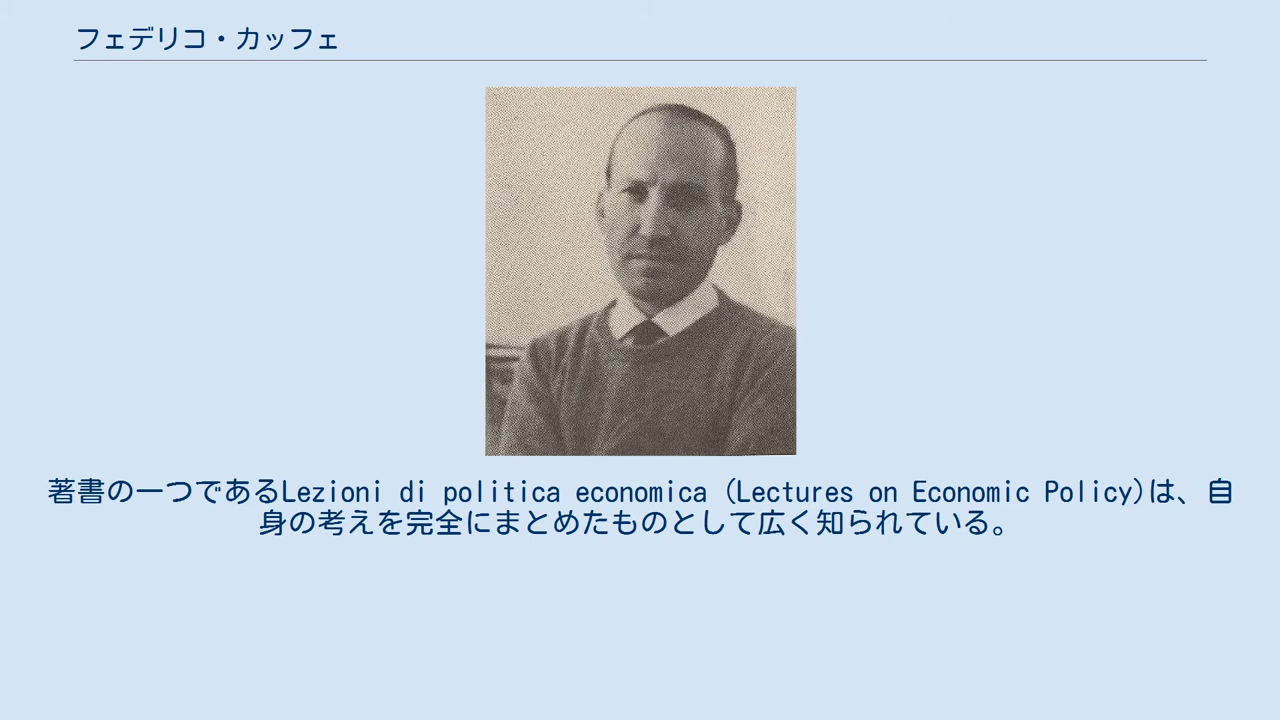 フェデリコ・カッフェ
著書の一つであるLezioni di politica economica (Lectures on Economic Policy)は、自
身の考えを完全にまとめたものとして広く知られている。